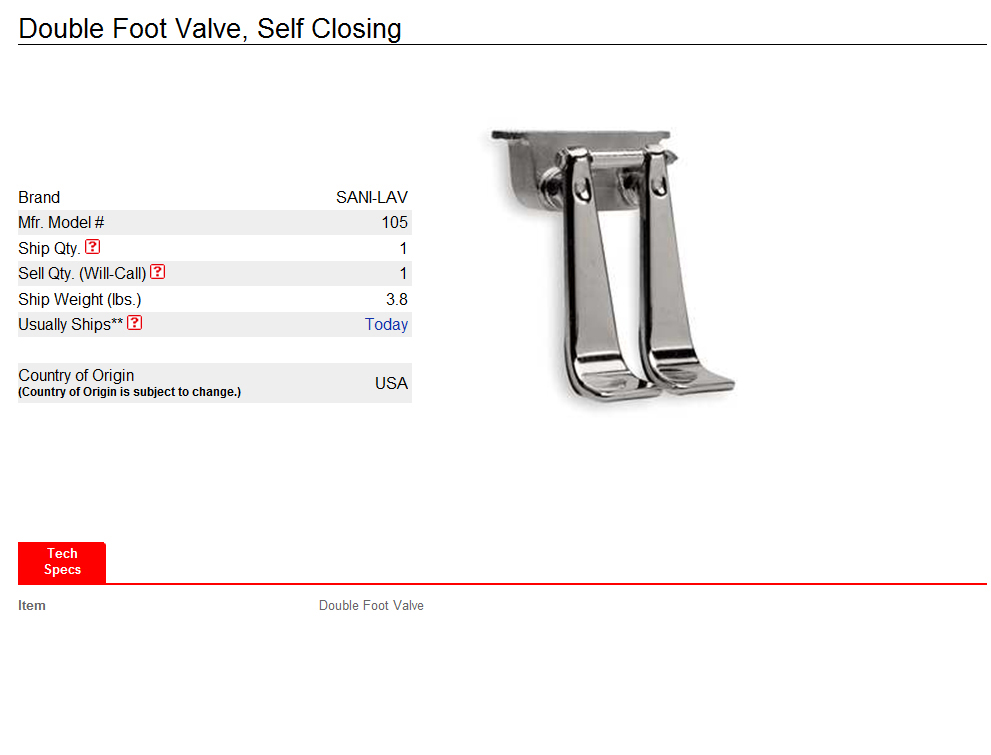 Double Foot Valve, Self Closing
Brand SANI-LAV
Mfr. Model # 105
Ship Qty. ? 1
Sell Qty. (Will-Call) ? 1
Ship Weight (lbs.) 3.8
Usually Ships** ? Today
Country of Origin
(Country of Origin is subject to change.) USA
Tech
Specs
Item Double Foot Valve